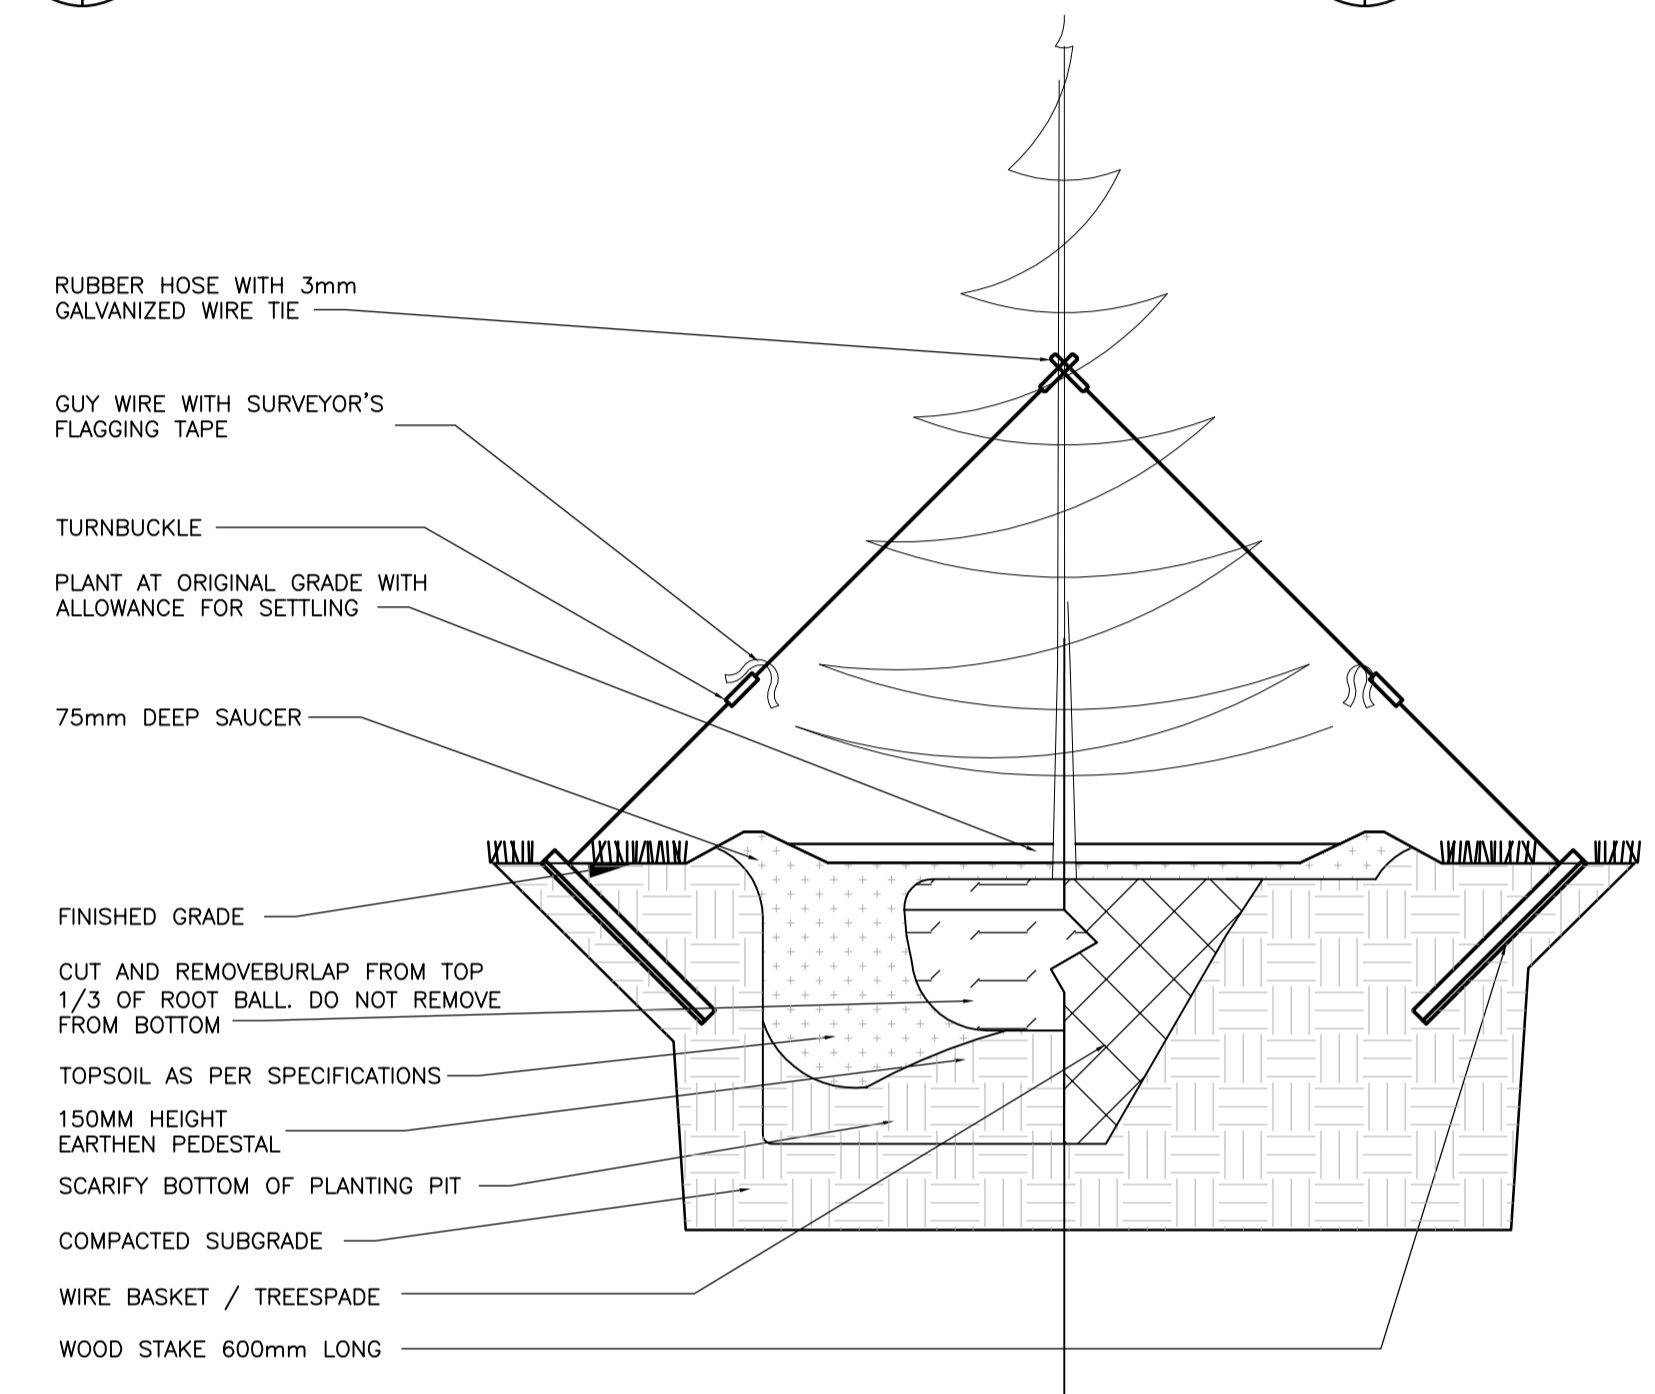 RUBBER HOSE WITH 3mm
GALVANIZED WIRE TIE
GUY WIRE WITH SURVEYOR'S
FLAGGING TAPE
TURNBUCKLE
PLANT AT ORIGINAL GRADE WITH
ALLOWANCE FOR SETTLING
75mm DEEP SAUCER
FINISHED GRADE
CUT AND REMOVEBURLAP FROM TOP
1/3 OF ROOT BALL. DO NOT REMOVE
FROM BOTTOM
TOPSOIL AS PER SPECIFICATIONS
150MM HEIGHT
EARTHEN PEDESTAL
SCARIFY BOTTOM OF PLANTING PIT
COMPACTED SUBGRADE
WIRE BASKET / TREESPADE
WOOD STAKE 600mm LONG